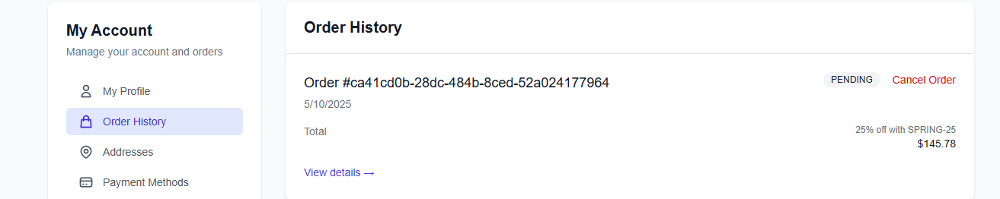 My Account
Manage your account and orders
My Profile
Order History
Addresses
Payment Methods
Order History
Order #ca41cd0b-28dc-484b-8ced-52a024177964
PENDING
Cancel Order
5/10/2025
Total
25% off with SPRING-25
$145.78
View details →